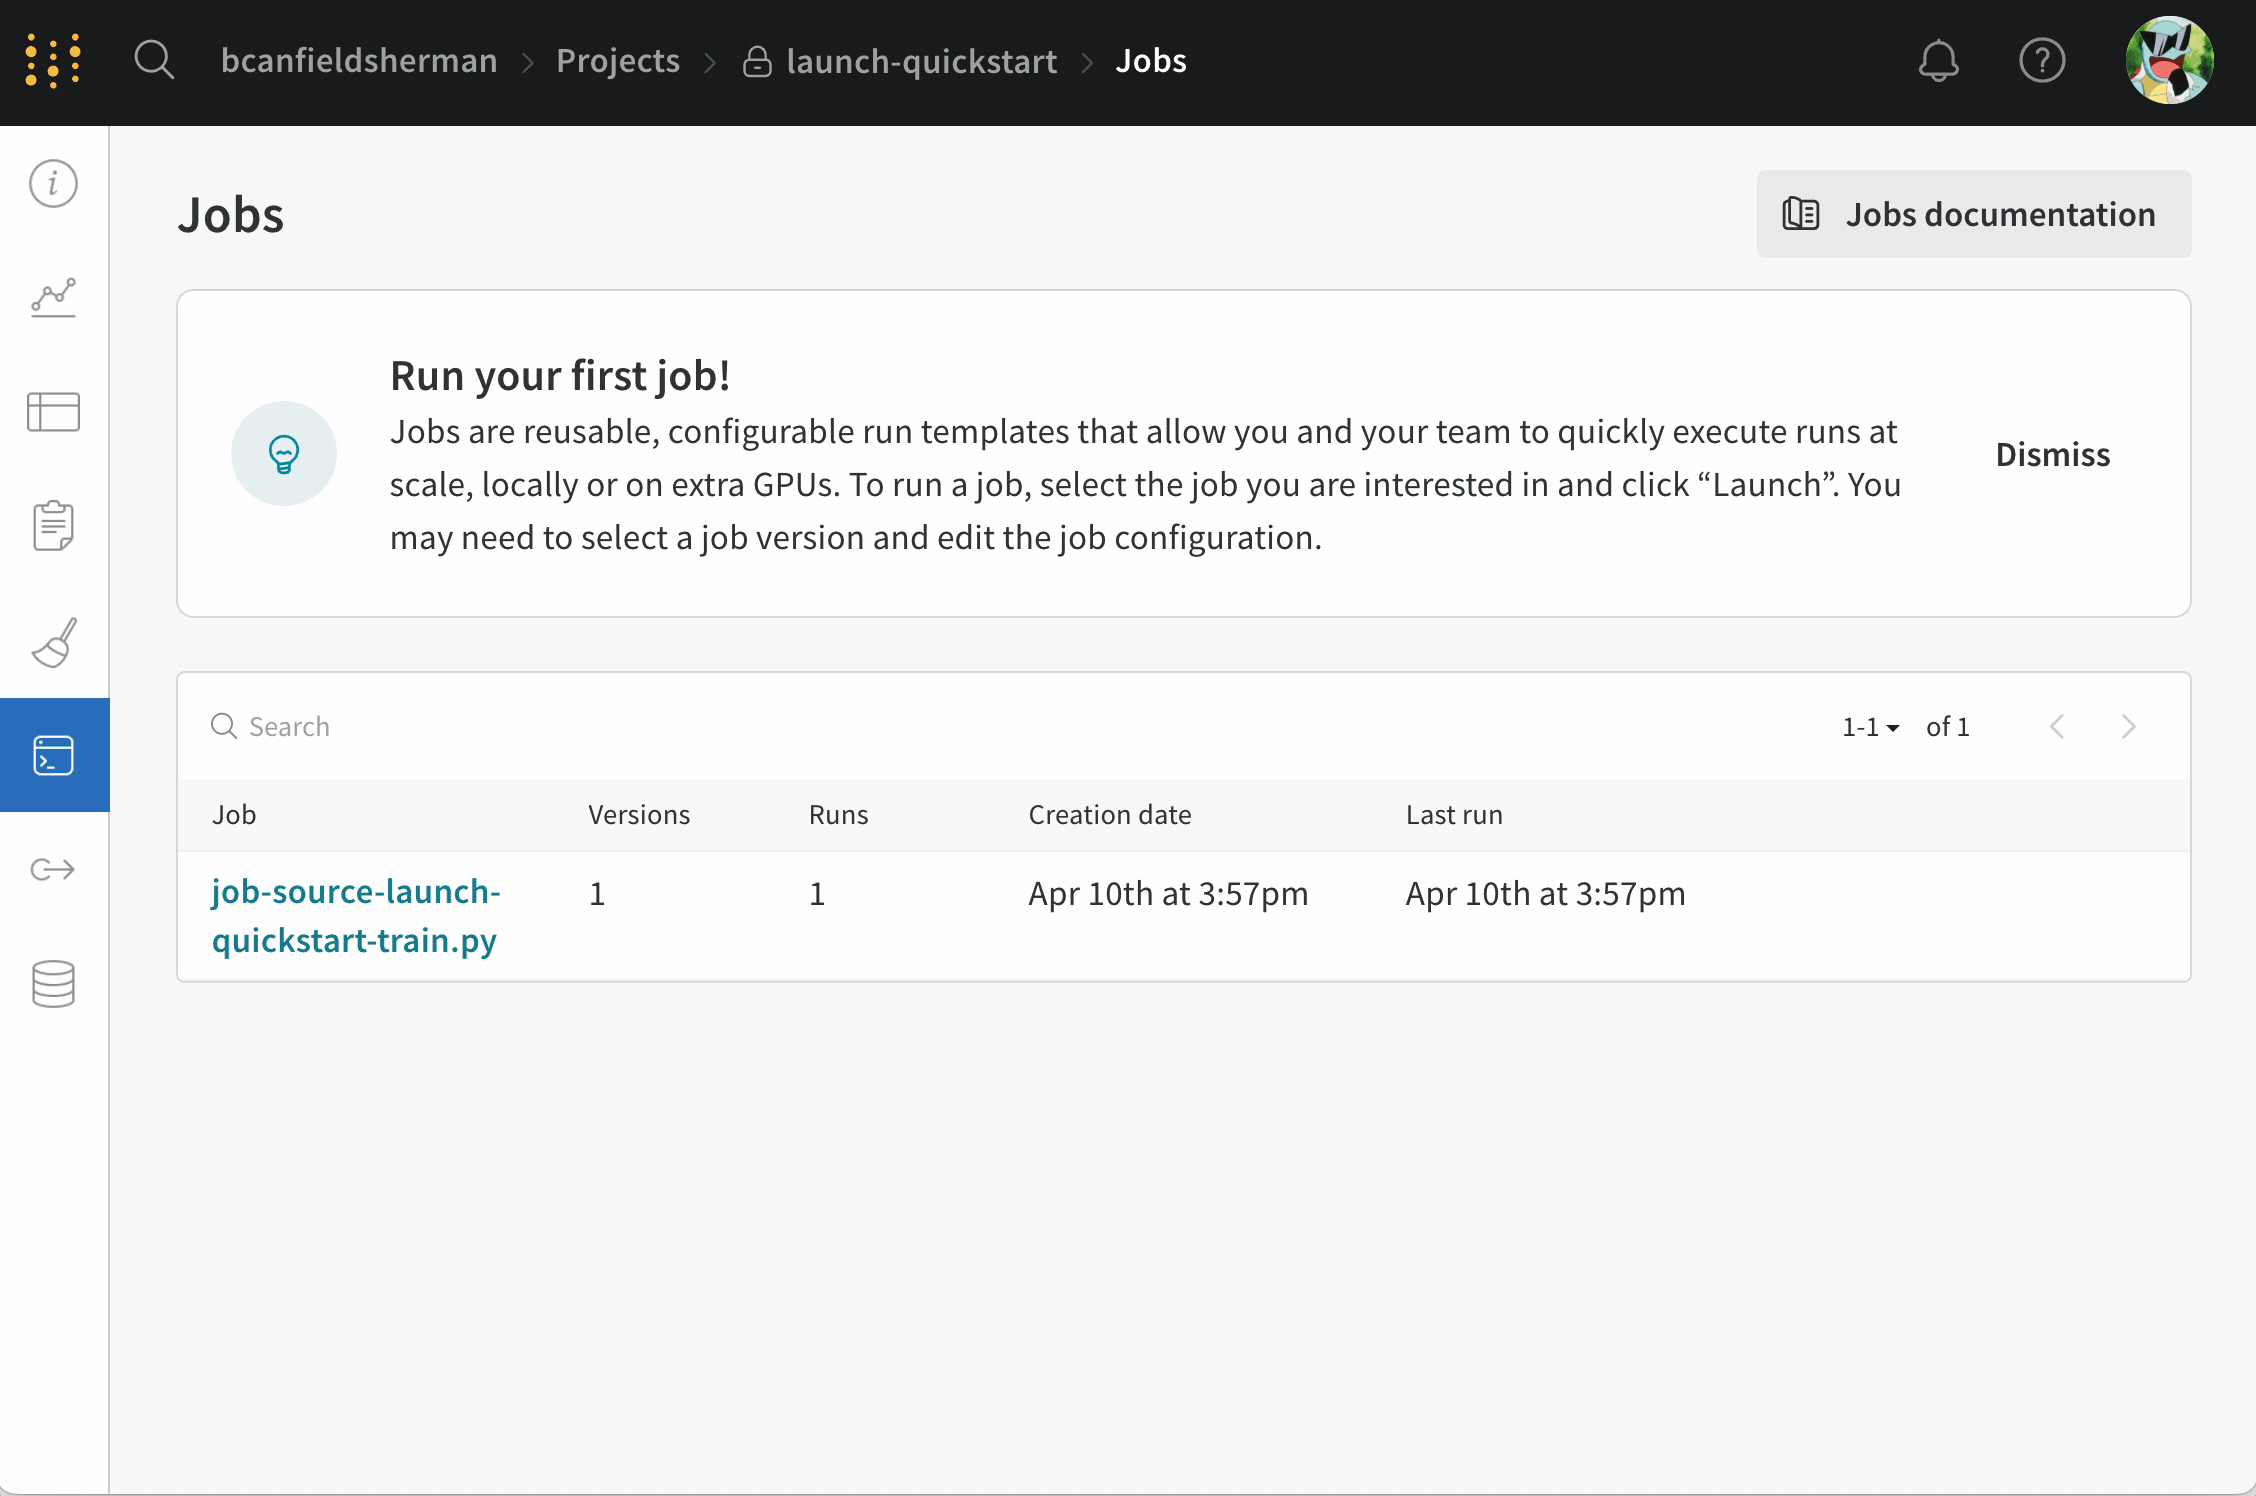 bcanfieldsherman > Projects > launch-quickstart > Jobs
Jobs
Jobs documentation
Run your first job!
Jobs are reusable, configurable run templates that allow you and your team to quickly execute runs at
scale, locally or on extra GPUs. To run a job, select the job you are interested in and click “Launch”. You
may need to select a job version and edit the job configuration.
Dismiss
Search
1-1 of 1
Job Versions Runs Creation date Last run
job-source-launch-
quickstart-train.py
1 1 Apr 10th at 3:57pm Apr 10th at 3:57pm